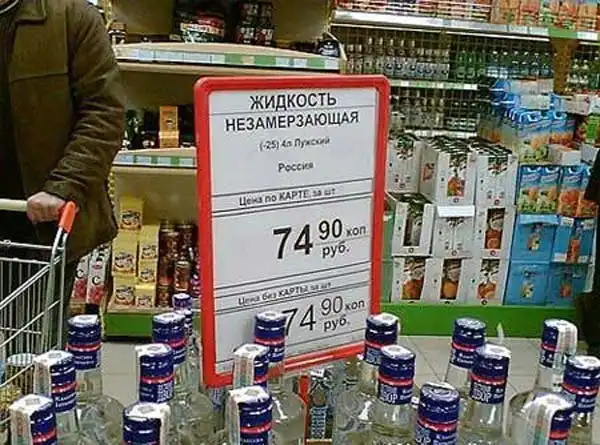 ЖИДКОСТЬ
НЕЗАМЕРЗАЮЩАЯ
(-25) 4л Лужский
Россия
Цена по КАРТЕ, за шт
74 90 коп
руб.
Цена без КАРТЫ, за шт
74 90 коп
руб.